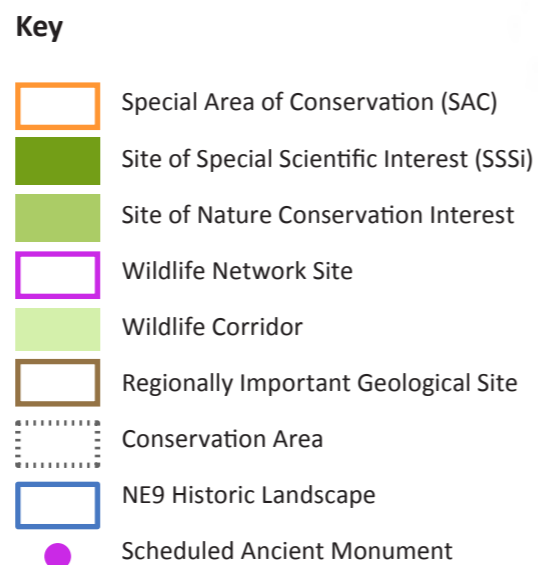 Key
Special Area of Conservation (SAC)
Site of Special Scientific Interest (SSSi)
Site of Nature Conservation Interest
Wildlife Network Site
Wildlife Corridor
Regionally Important Geological Site
Conservation Area
NE9 Historic Landscape
Scheduled Ancient Monument